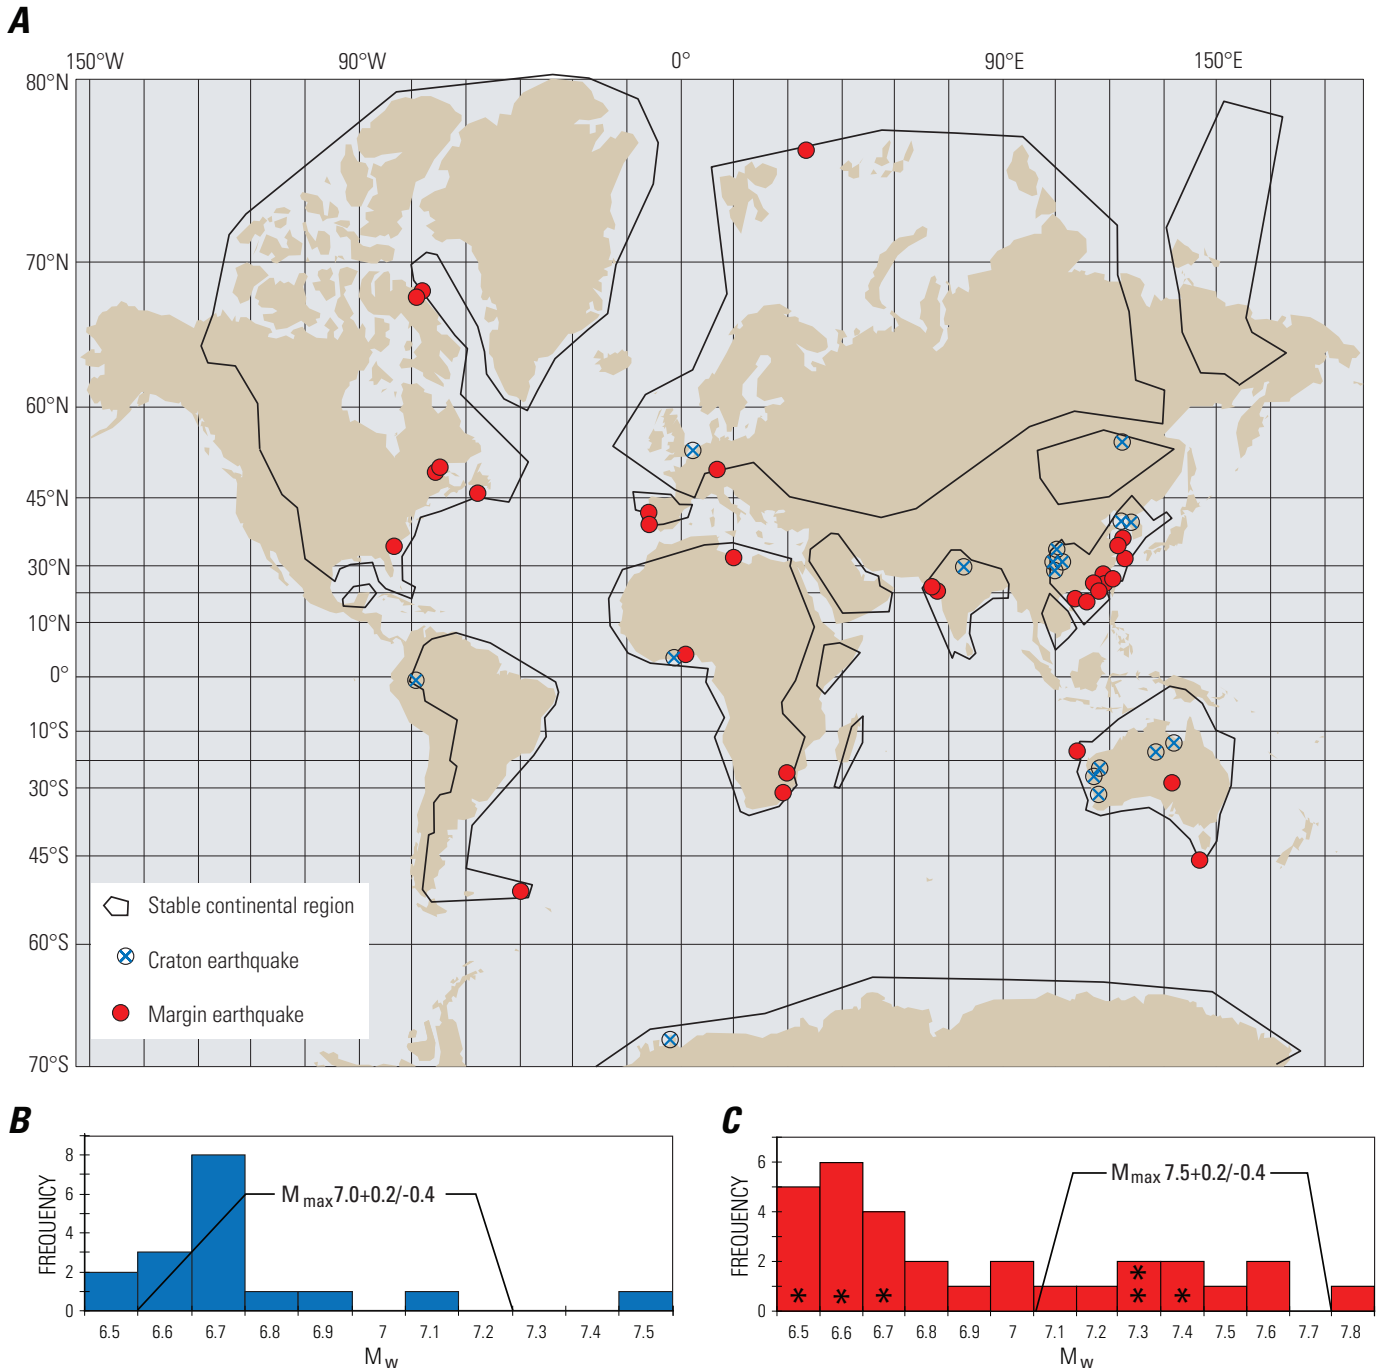 A
150°W 90°W 0° 90°E 150°E
80°N
70°N
60°N
45°N
30°N
10°N
0°
10°S
30°S
45°S
60°S
70°S
Stable continental region
Craton earthquake
Margin earthquake
B
FREQUENCY
8
6
4
2
0
Mmax 7.0+0.2/-0.4
6.5 6.6 6.7 6.8 6.9 7 7.1 7.2 7.3 7.4 7.5
Mw
C
FREQUENCY
6
4
2
0
Mmax 7.5+0.2/-0.4
* * * * * *
6.5 6.6 6.7 6.8 6.9 7 7.1 7.2 7.3 7.4 7.5 7.6 7.7 7.8
Mw